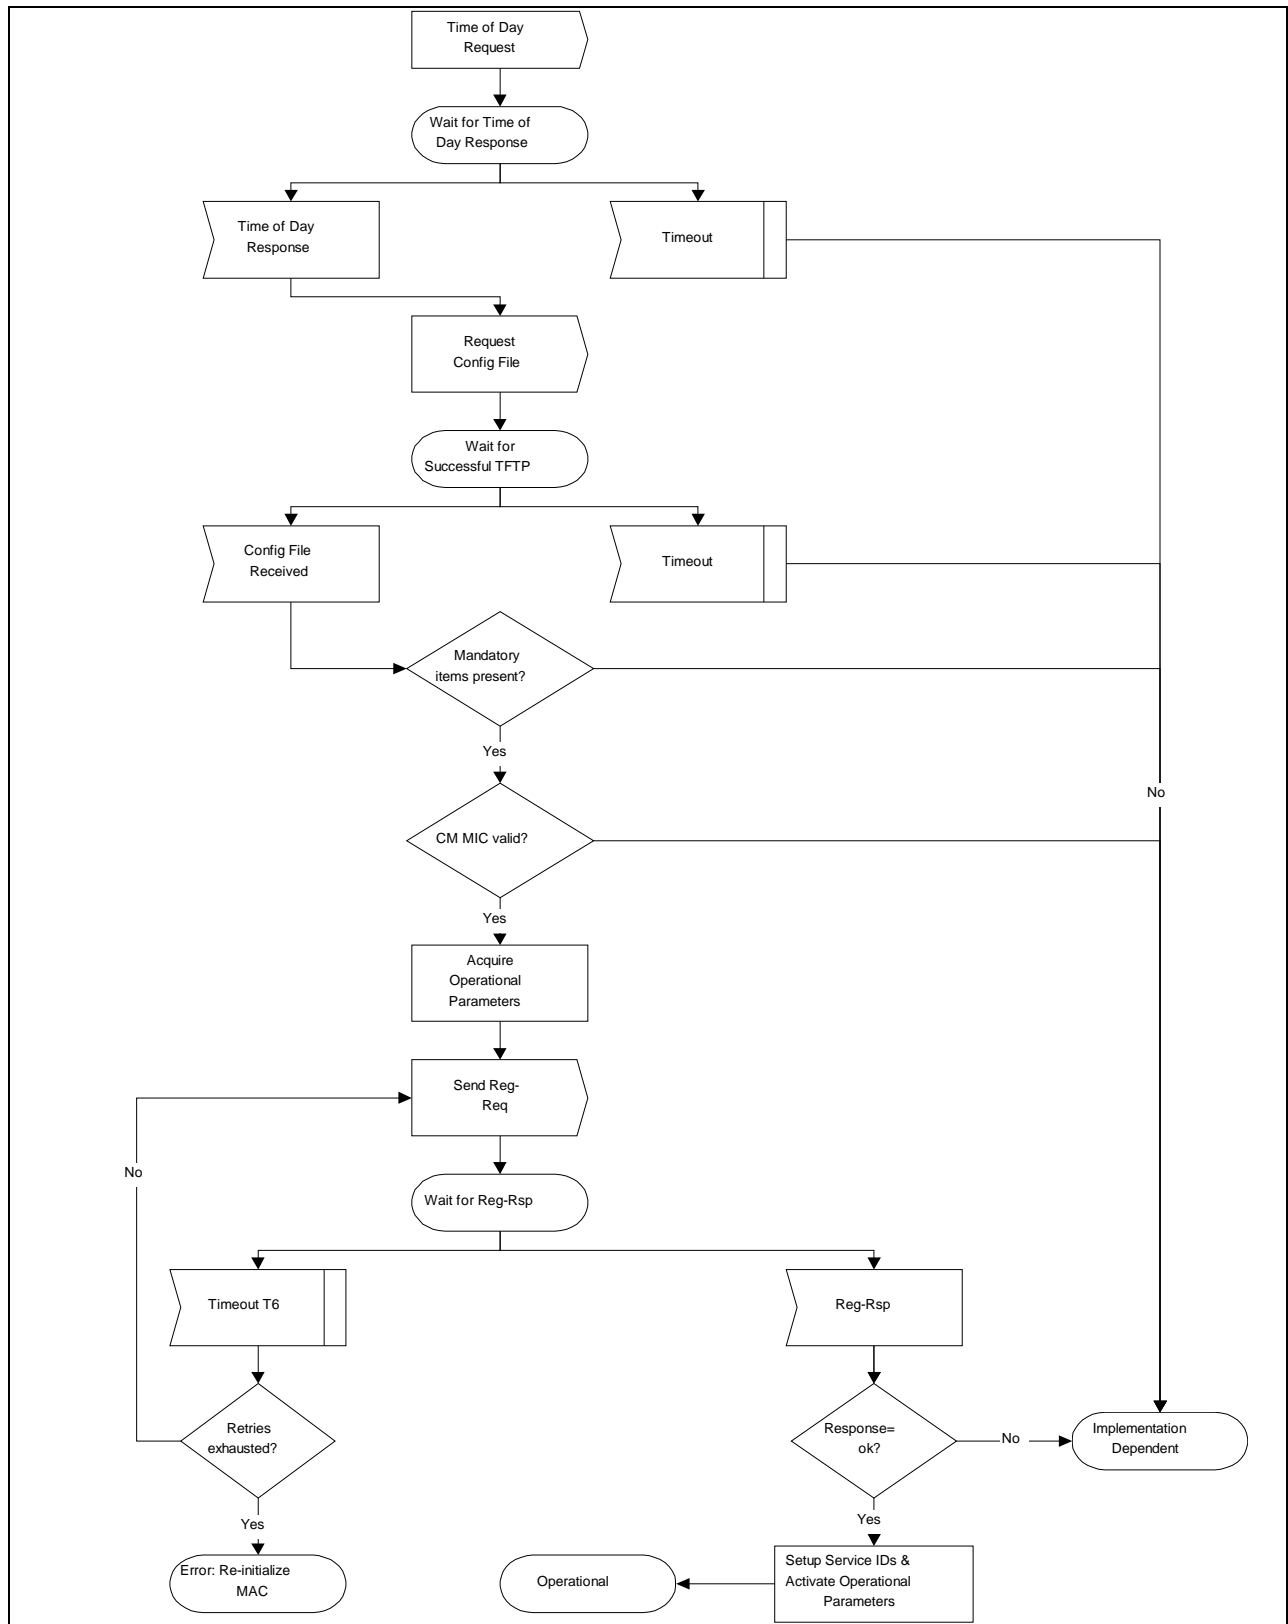 Time of Day
Request
Wait for Time of
Day Response
Time of Day
Response
Timeout
Request
Config File
Wait for
Successful TFTP
Config File
Received
Timeout
Mandatory
items present?
Yes
No
CM MIC valid?
Yes
Acquire
Operational
Parameters
Send Reg-
Req
No
Wait for Reg-Rsp
Timeout T6
Reg-Rsp
Retries
exhausted?
Response=
ok?
No
Implementation
Dependent
Yes
Yes
Error: Re-initialize
MAC
Operational
Setup Service IDs &
Activate Operational
Parameters